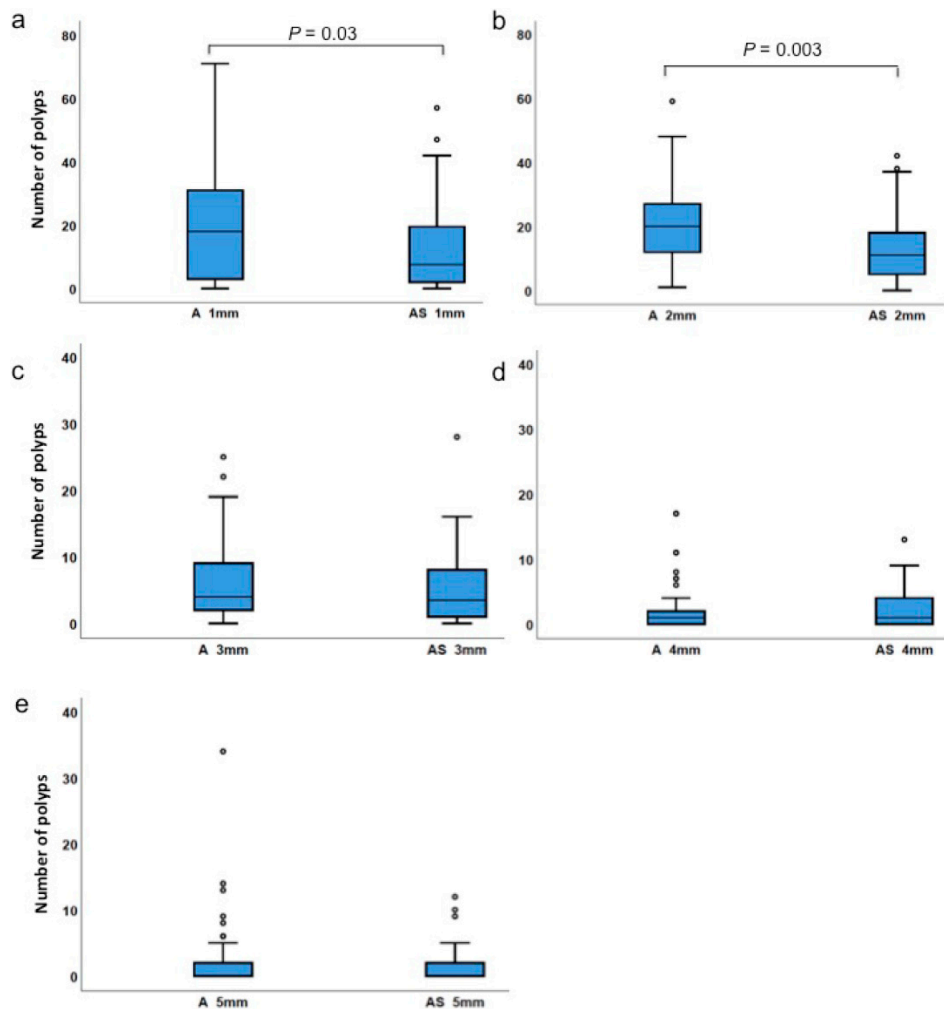 a
P = 0.03
80
60
40
20
0
Number of polyps
A 1mm
AS 1mm
b
P = 0.003
80
60
40
20
0
A 2mm
AS 2mm
c
40
30
20
10
0
Number of polyps
A 3mm
AS 3mm
d
40
30
20
10
0
A 4mm
AS 4mm
e
40
30
20
10
0
Number of polyps
A 5mm
AS 5mm